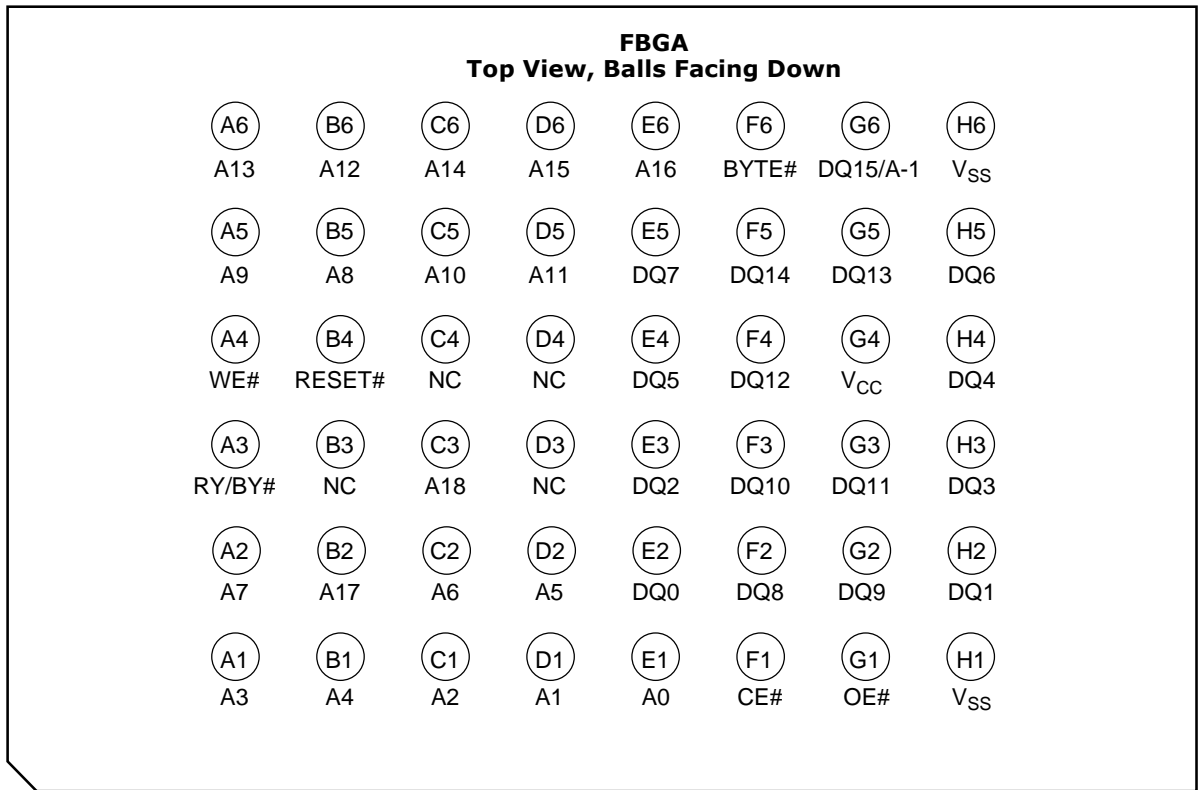 FBGA
Top View, Balls Facing Down
A6 B6 C6 D6 E6 F6 G6 H6
A13 A12 A14 A15 A16 BYTE# DQ15/A-1 VSS
A5 B5 C5 D5 E5 F5 G5 H5
A9 A8 A10 A11 DQ7 DQ14 DQ13 DQ6
A4 B4 C4 D4 E4 F4 G4 H4
WE# RESET# NC NC DQ5 DQ12 VCC DQ4
A3 B3 C3 D3 E3 F3 G3 H3
RY/BY# NC A18 NC DQ2 DQ10 DQ11 DQ3
A2 B2 C2 D2 E2 F2 G2 H2
A7 A17 A6 A5 DQ0 DQ8 DQ9 DQ1
A1 B1 C1 D1 E1 F1 G1 H1
A3 A4 A2 A1 A0 CE# OE# VSS